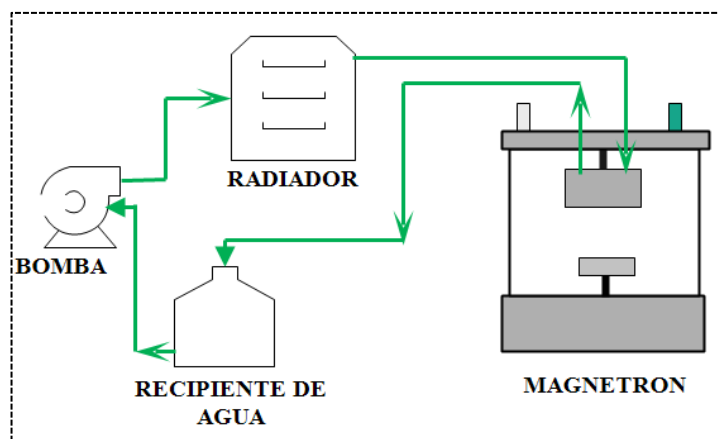 RADIADOR
BOMBA
RECIPIENTE DE
AGUA
MAGNETRON